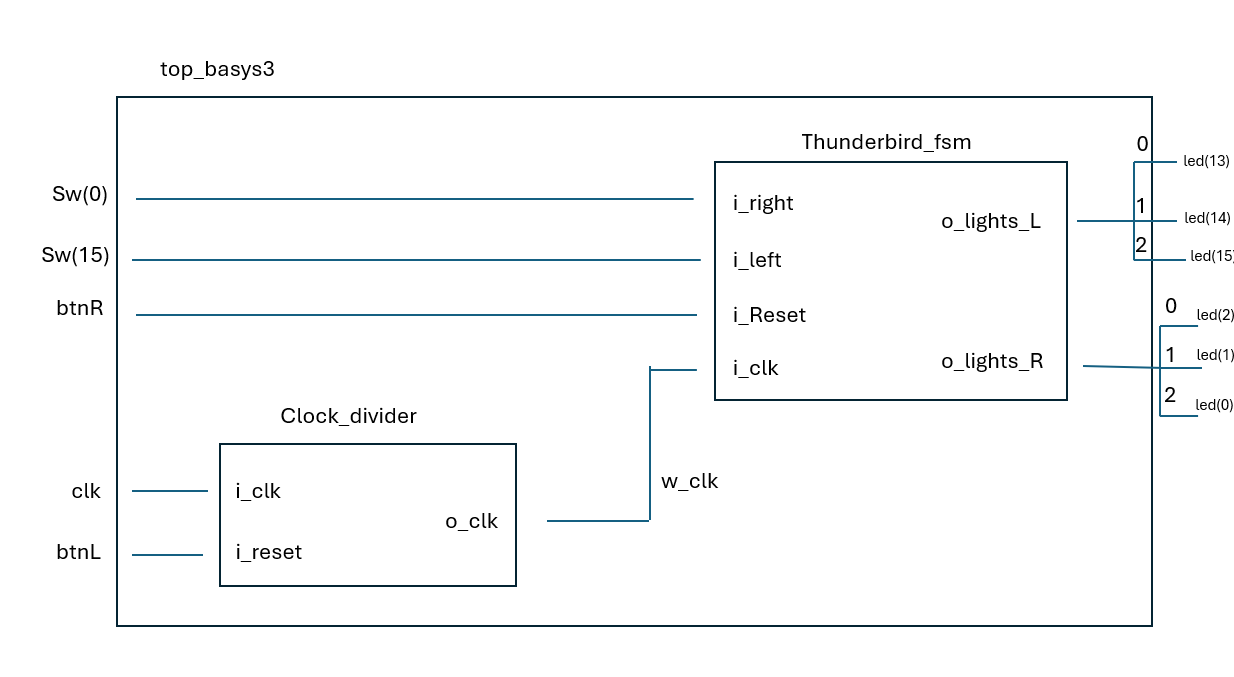 top_basys3
Thunderbird_fsm
0
led(13)
Sw(0)
i_right
1
led(14)
o_lights_L
Sw(15)
i_left
2
led(15)
btnR
i_Reset
0
led(2)
i_clk
o_lights_R
1
led(1)
2
led(0)
Clock_divider
w_clk
clk
i_clk
o_clk
btnL
i_reset